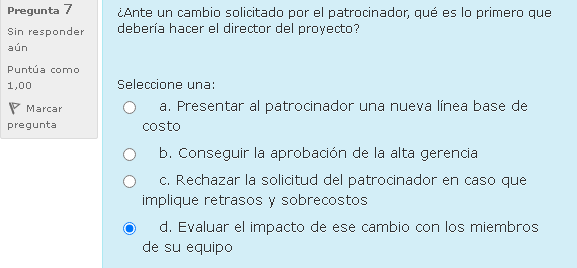 Pregunta 7
Sin responder
aún
Puntúa como
1,00
Marcar
pregunta
¿Ante un cambio solicitado por el patrocinador, qué es lo primero que
debería hacer el director del proyecto?
Seleccione una:
a. Presentar al patrocinador una nueva línea base de
costo
b. Conseguir la aprobación de la alta gerencia
c. Rechazar la solicitud del patrocinador en caso que
implique retrasos y sobrecostos
d. Evaluar el impacto de ese cambio con los miembros
de su equipo